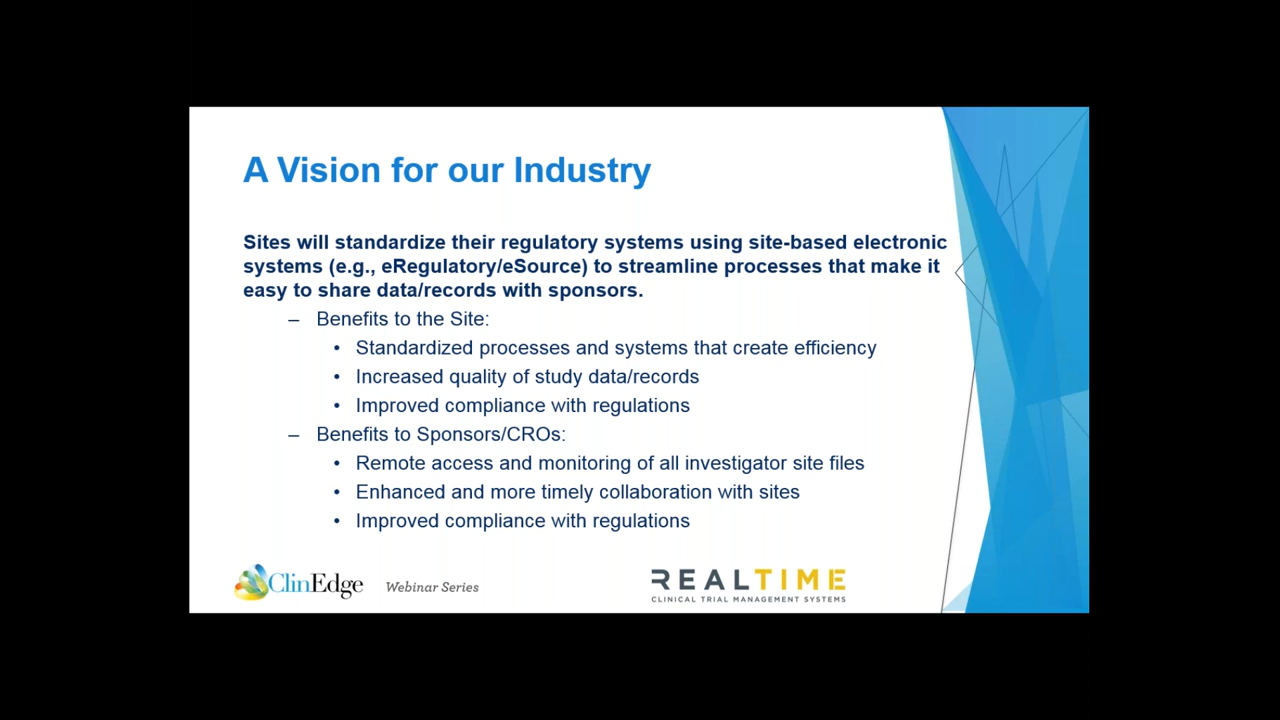 A Vision for our Industry
Sites will standardize their regulatory systems using site-based electronic
systems (e.g., eRegulatory/eSource) to streamline processes that make it
easy to share data/records with sponsors.
– Benefits to the Site:
• Standardized processes and systems that create efficiency
• Increased quality of study data/records
• Improved compliance with regulations
– Benefits to Sponsors/CROs:
• Remote access and monitoring of all investigator site files
• Enhanced and more timely collaboration with sites
• Improved compliance with regulations
ClinEdge Webinar Series
REALTIME
CLINICAL TRIAL MANAGEMENT SYSTEMS